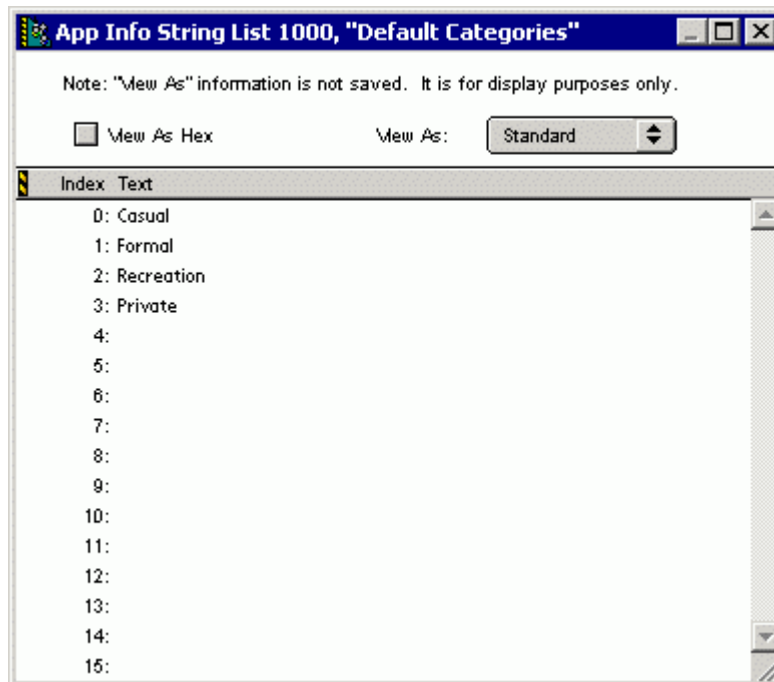 App Info String List 1000, "Default Categories"
Note: "View As" information is not saved. It is for display purposes only.
View As Hex View As: Standard
Index Text
0: Casual
1: Formal
2: Recreation
3: Private
4:
5:
6:
7:
8:
9:
10:
11:
12:
13:
14:
15: